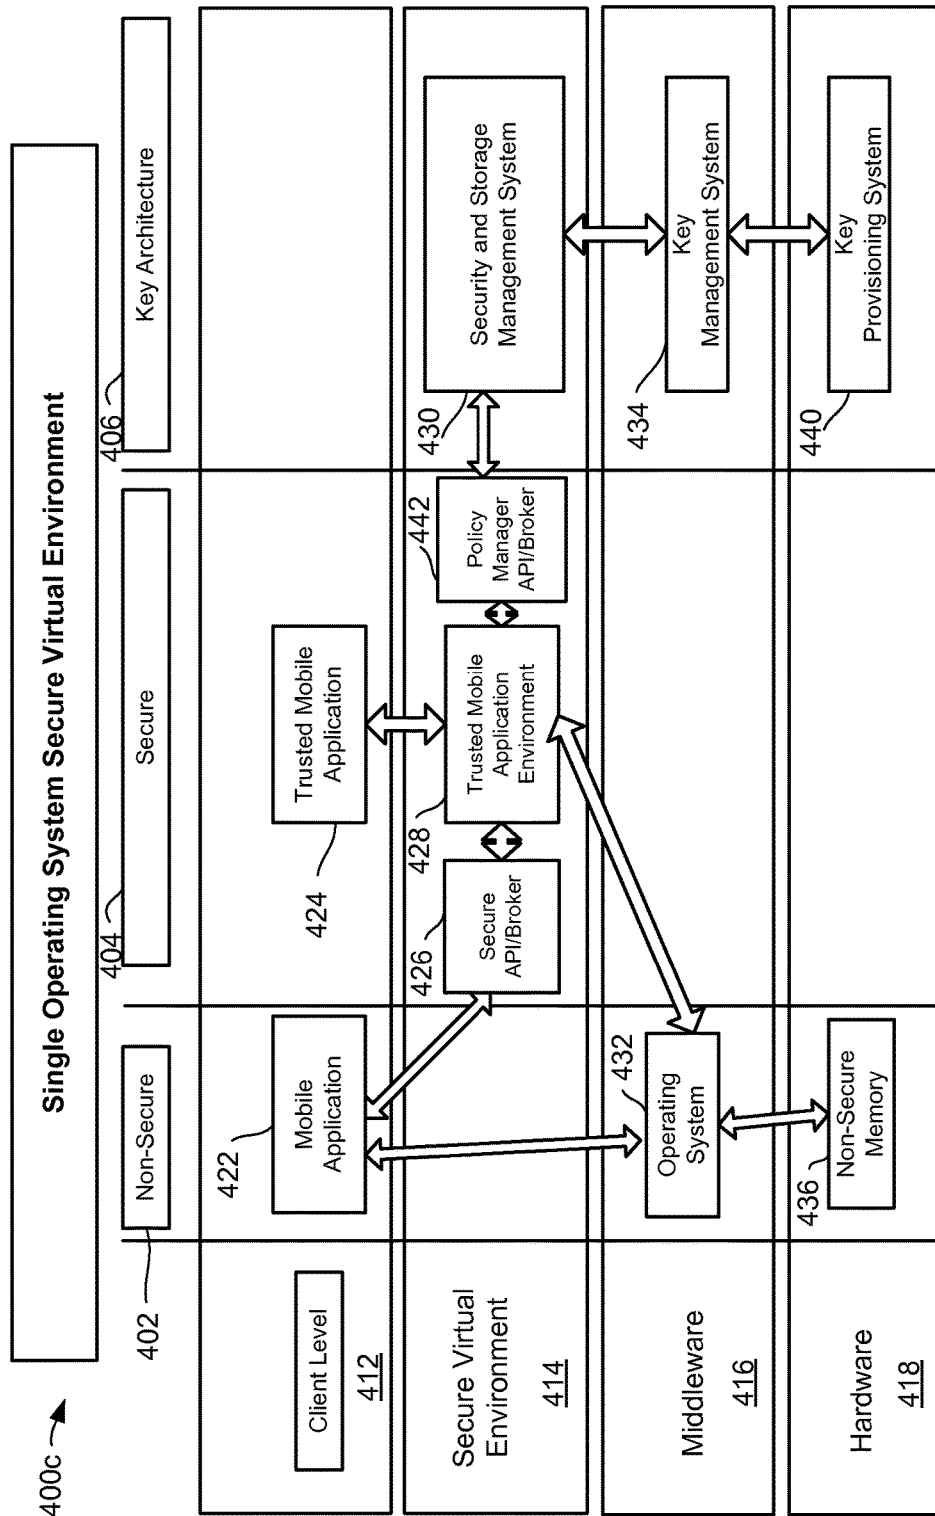 400c
Single Operating System Secure Virtual Environment
402
Non-Secure
404
Secure
406
Key Architecture
Client Level
412
422
Mobile
Application
424
Trusted Mobile
Application
Secure Virtual
Environment
414
426
Secure
API/Broker
428
Trusted Mobile
Application
Environment
442
Policy
Manager
API/Broker
430
Security and Storage
Management System
Middleware
416
432
Operating
System
434
Key
Management System
Hardware
418
436
Non-Secure
Memory
440
Key
Provisioning System